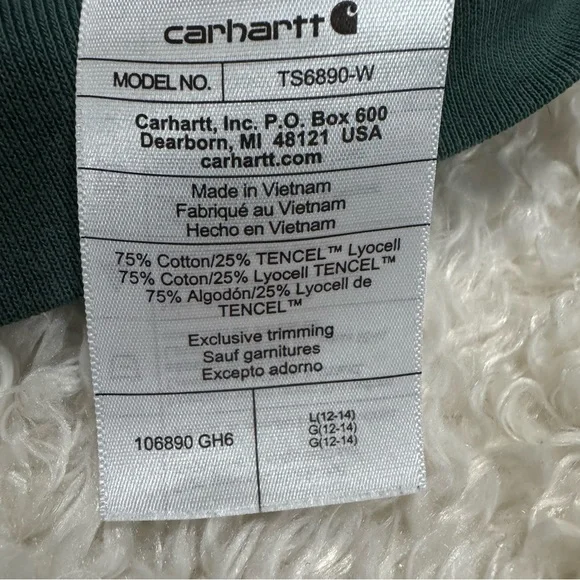 carhartt
MODEL NO. TS6890-W
Carhartt, Inc. P.O. Box 600
Dearborn, MI 48121 USA
carhartt.com
Made in Vietnam
Fabriqué au Vietnam
Hecho en Vietnam
75% Cotton/25% TENCEL™ Lyocell
75% Coton/25% Lyocell TENCEL™
75% Algodón/25% Lyocell de
TENCEL™
Exclusive trimming
Sauf garnitures
Excepto adorno
106890 GH6
L(12-14)
G(12-14)
G(12-14)